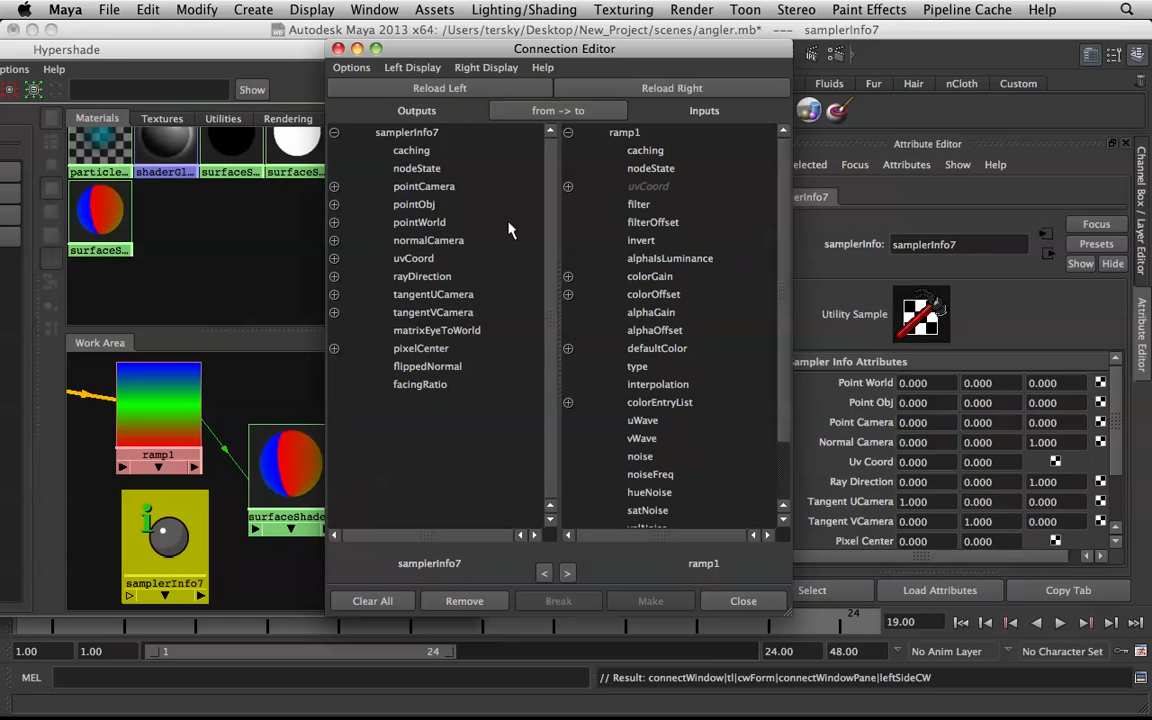 Maya File Edit Modify Create Display Window Assets Lighting/Shading Texturing Render Toon Stereo Paint Effects Pipeline Cache Help
Autodesk Maya 2013 x64: /Users/tersky/Desktop/New_Project/scenes/angler.mb* --- samplerInfo7
Hypershade
Connection Editor
ptions Help
Options Left Display Right Display Help
Show
Reload Left Reload Right
Fluids Fur Hair nCloth Custom
Materials Textures Utilities Rendering
Outputs from -> to Inputs
particle... shaderGl... surfaceS... surfaceS...
surfaceS...
samplerInfo7
caching
nodeState
pointCamera
pointObj
pointWorld
normalCamera
uvCoord
rayDirection
tangentUCamera
tangentVCamera
matrixEyeToWorld
pixelCenter
flippedNormal
facingRatio
ramp1
caching
nodeState
uvCoord
filter
filterOffset
invert
alphaIsLuminance
colorGain
colorOffset
alphaGain
alphaOffset
defaultColor
type
interpolation
colorEntryList
uWave
vWave
noise
noiseFreq
hueNoise
satNoise
valNoise
samplerInfo7 ramp1
< >
Clear All Remove Break Make Close
Work Area
ramp1
surfaceShade
samplerInfo7
Attribute Editor
elected Focus Attributes Show Help
erInfo7
samplerInfo: samplerInfo7
Focus
Presets
Show Hide
Utility Sample
Sampler Info Attributes
Point World 0.000 0.000 0.000
Point Obj 0.000 0.000 0.000
Point Camera 0.000 0.000 0.000
Normal Camera 0.000 0.000 1.000
Uv Coord 0.000 0.000
Ray Direction 0.000 0.000 1.000
Tangent UCamera 1.000 0.000 0.000
Tangent VCamera 0.000 1.000 0.000
Pixel Center 0.000 0.000
Select Load Attributes Copy Tab
Channel Box / Layer Editor
Attribute Editor
24 19.00
1.00 1.00 1 24 24.00 48.00 No Anim Layer No Character Set
MEL // Result: connectWindow|tl|cwForm|connectWindowPane|leftSideCW